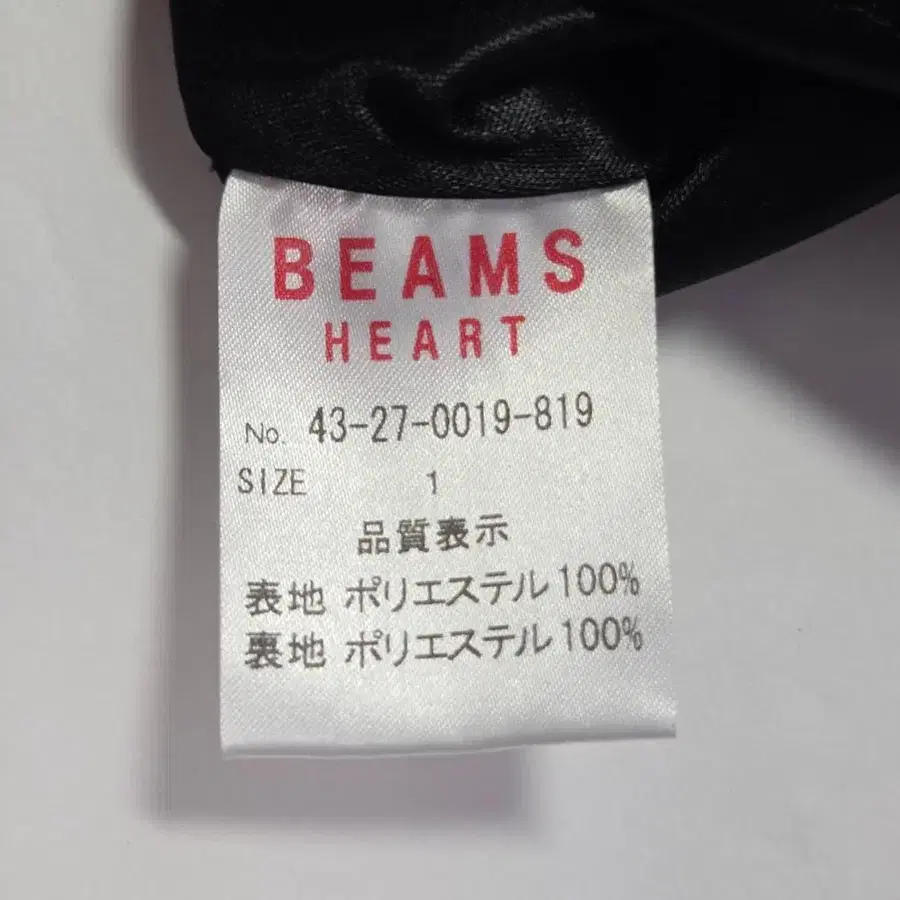 BEAMS
HEART
No. 43-27-0019-819
SIZE 1
品質表示
表地 ポリエステル100%
裏地 ポリエステル100%